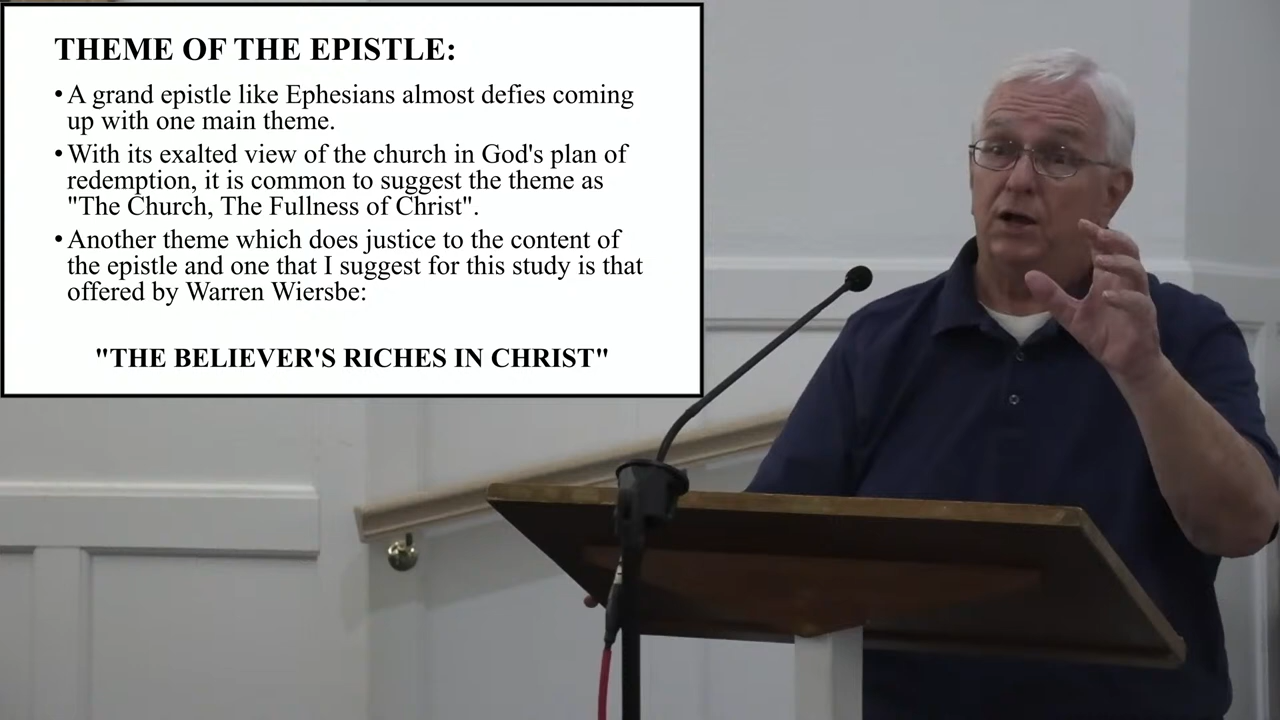 THEME OF THE EPISTLE:
• A grand epistle like Ephesians almost defies coming
up with one main theme.
• With its exalted view of the church in God's plan of
redemption, it is common to suggest the theme as
"The Church, The Fullness of Christ".
• Another theme which does justice to the content of
the epistle and one that I suggest for this study is that
offered by Warren Wiersbe:
"THE BELIEVER'S RICHES IN CHRIST"